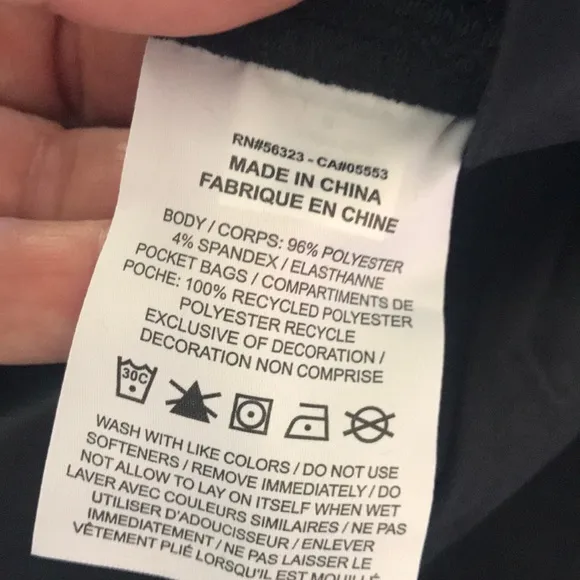 RN#56323 - CA#05553
MADE IN CHINA
FABRIQUE EN CHINE
BODY / CORPS: 96% POLYESTER
4% SPANDEX / ELASTHANNE
POCKET BAGS / COMPARTIMENTS DE
POCHE: 100% RECYCLED POLYESTER
POLYESTER RECYCLE
EXCLUSIVE OF DECORATION /
DECORATION NON COMPRISE
30C
WASH WITH LIKE COLORS / DO NOT USE
SOFTENERS / REMOVE IMMEDIATELY / DO
NOT ALLOW TO LAY ON ITSELF WHEN WET
LAVER AVEC COULEURS SIMILAIRES / NE PAS
UTILISER D'ADOUCISSEUR / ENLEVER
IMMEDIATEMENT / NE PAS LAISSER LE
VÊTEMENT PLIÉ LORSQU'IL EST MOUILLÉ